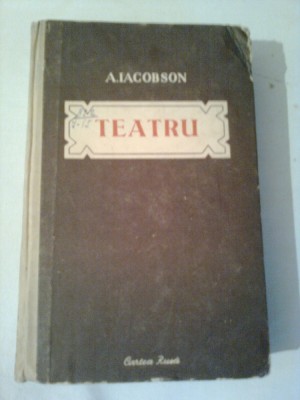 A. IACOBSON
TEATRU
Cartea Rusă